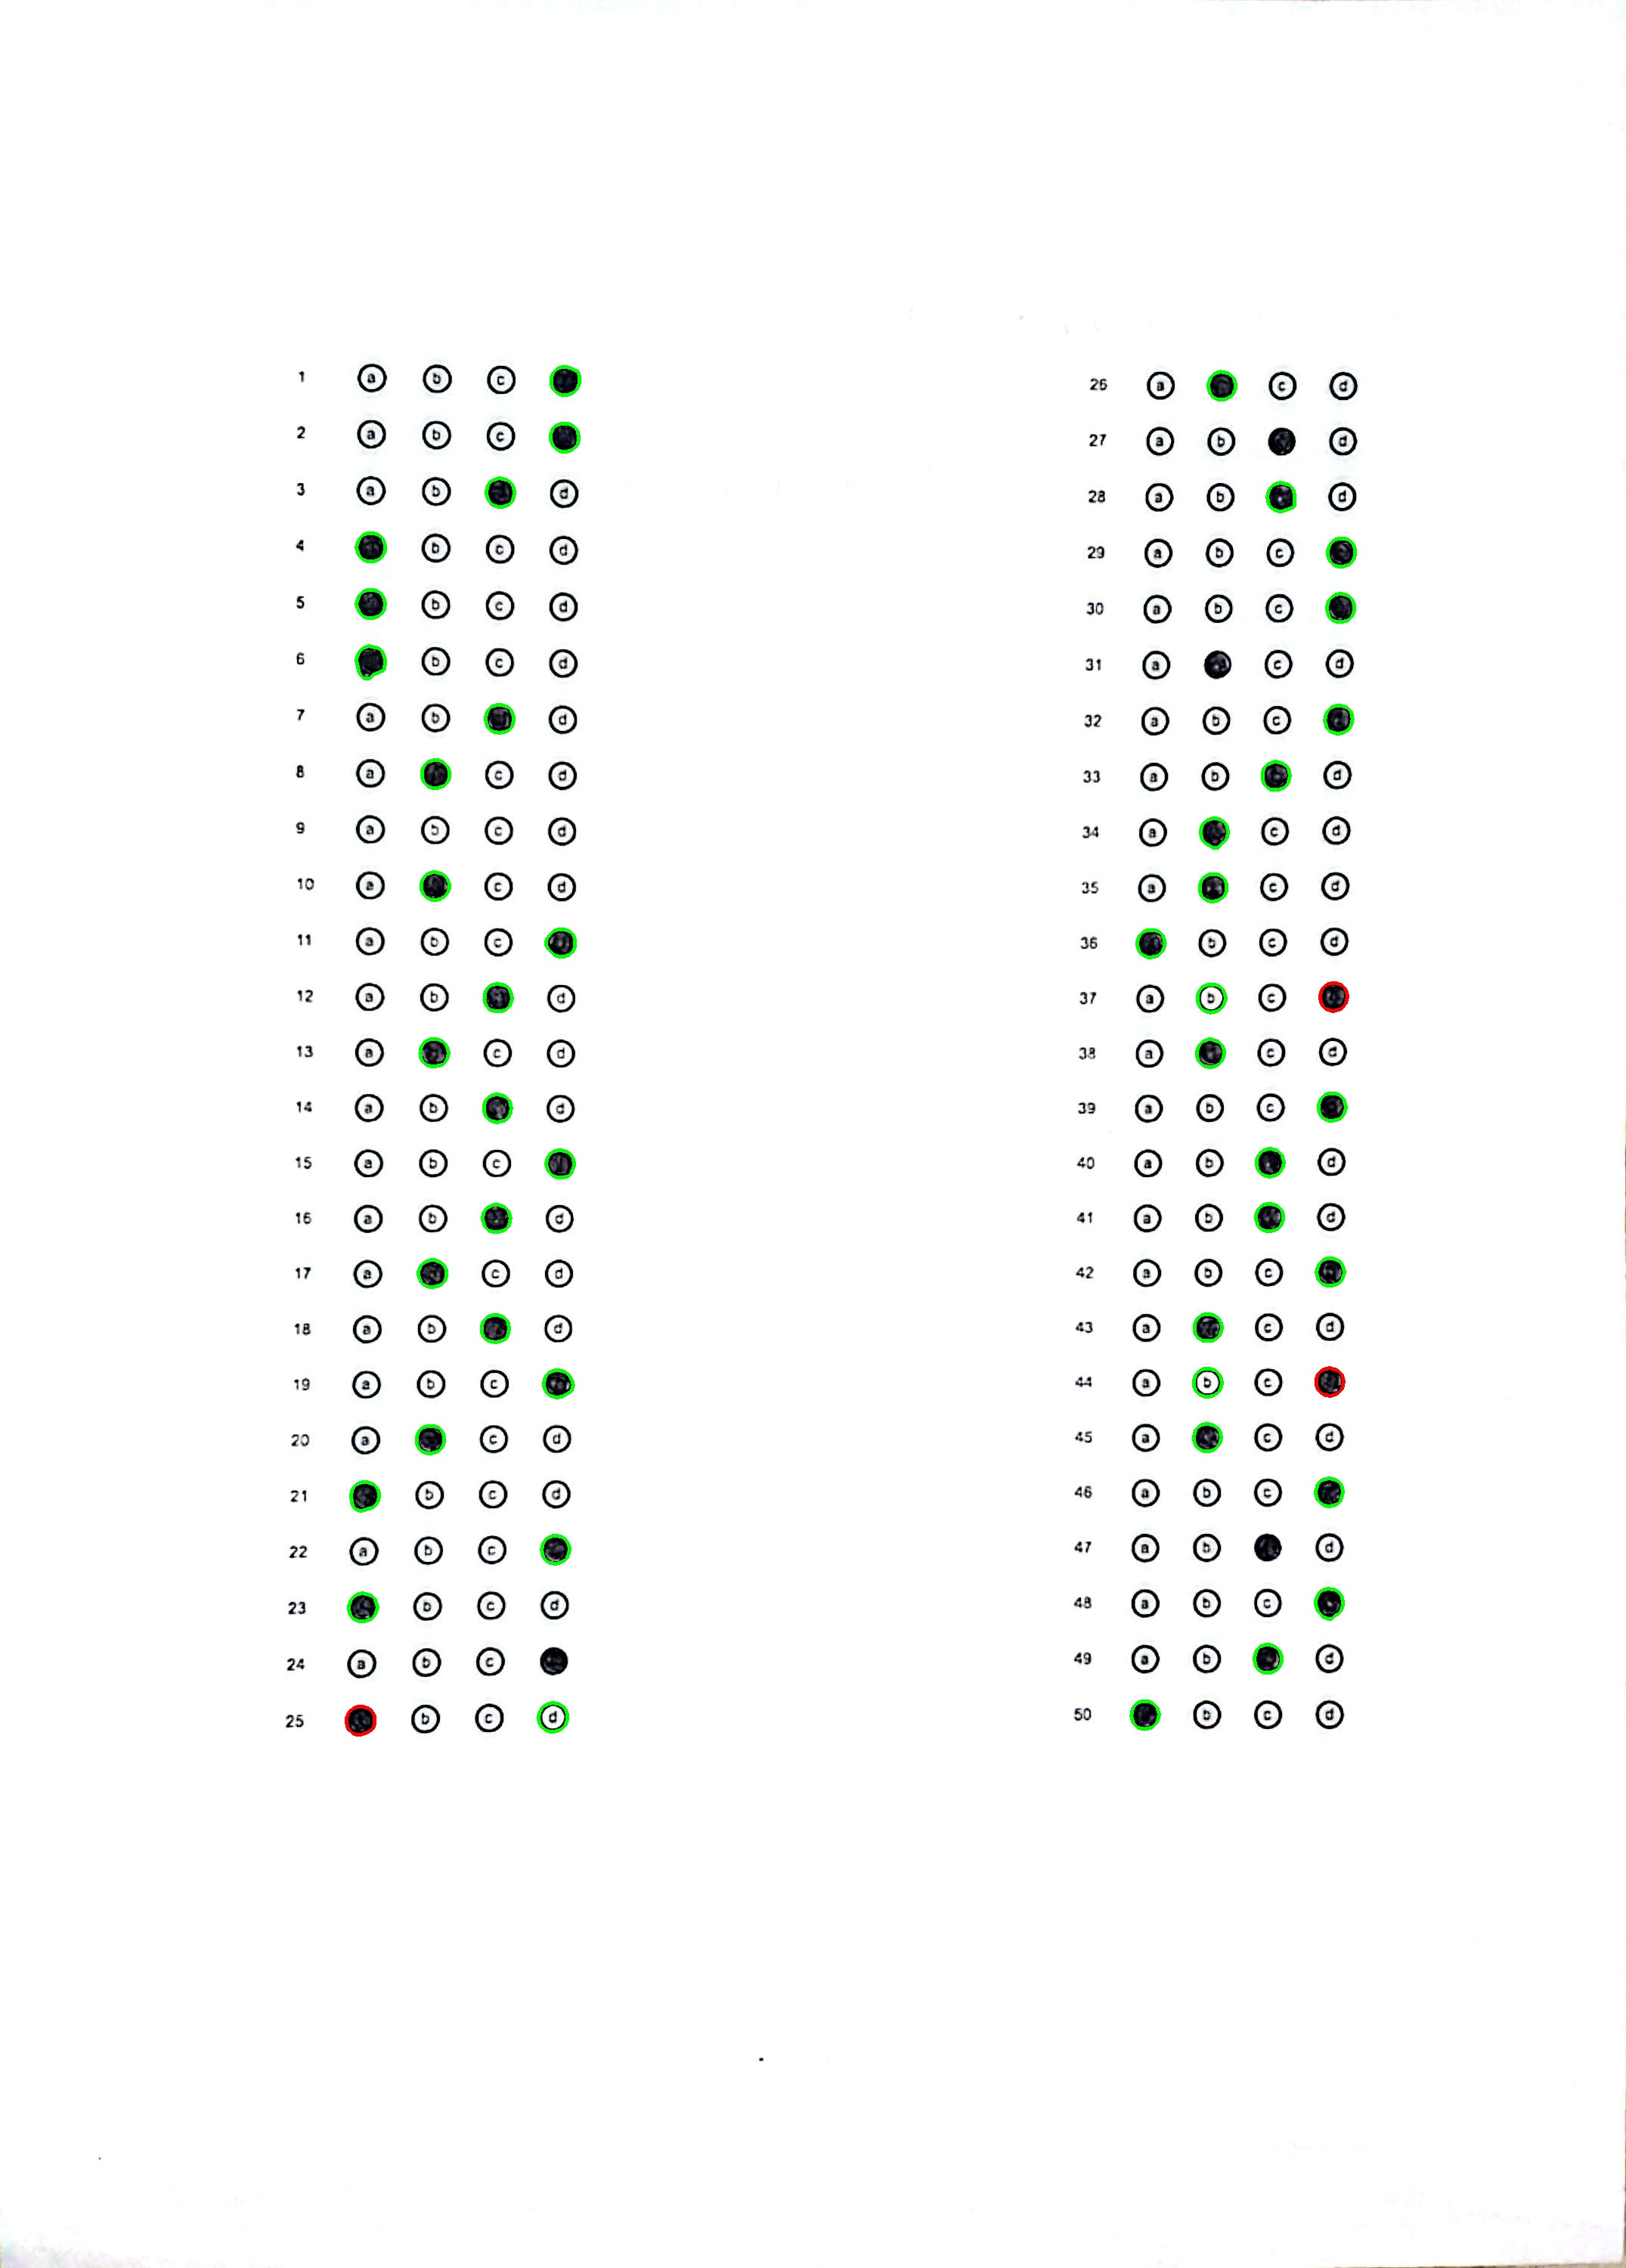 1 a b c
2 a b c
3 a b d
4 b c d
5 b c d
6 b c d
7 a b d
8 a c d
9 a b c d
10 a c d
11 a b c
12 a b d
13 a c d
14 a b d
15 a b c
16 a b d
17 a c d
18 a b d
19 a b c
20 a c d
21 b c d
22 a b c
23 b c d
24 a b c
25 b c d
26 a c d
27 a b d
28 a b d
29 a b c
30 a b c
31 a c d
32 a b c
33 a b d
34 a c d
35 a c d
36 b c d
37 a b c
38 a c d
39 a b c
40 a b d
41 a b d
42 a b c
43 a c d
44 a b c
45 a c d
46 a b c
47 a b d
48 a b c
49 a b d
50 b c d